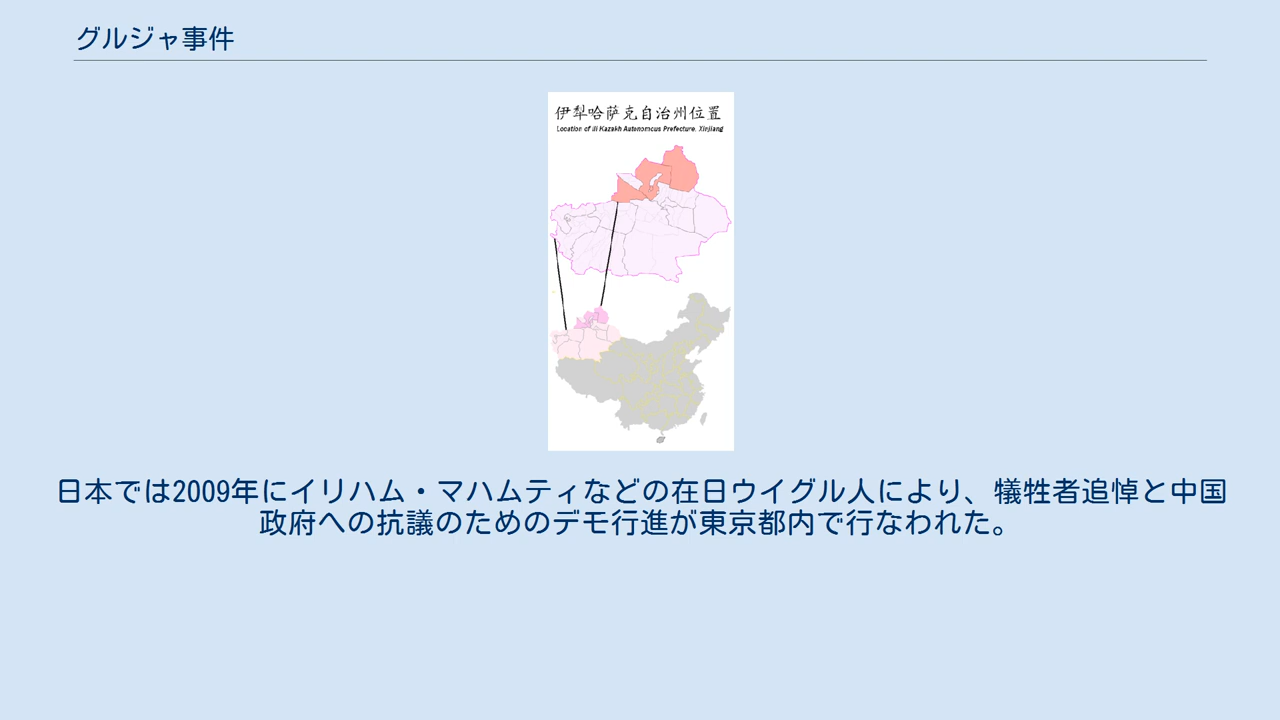 グルジャ事件
伊犁哈萨克自治州位置
Location of Ili Kazakh Autonomous Prefecture, Xinjiang
日本では2009年にイリハム・マハムティなどの在日ウイグル人により、犠牲者追悼と中国
政府への抗議のためのデモ行進が東京都内で行なわれた。